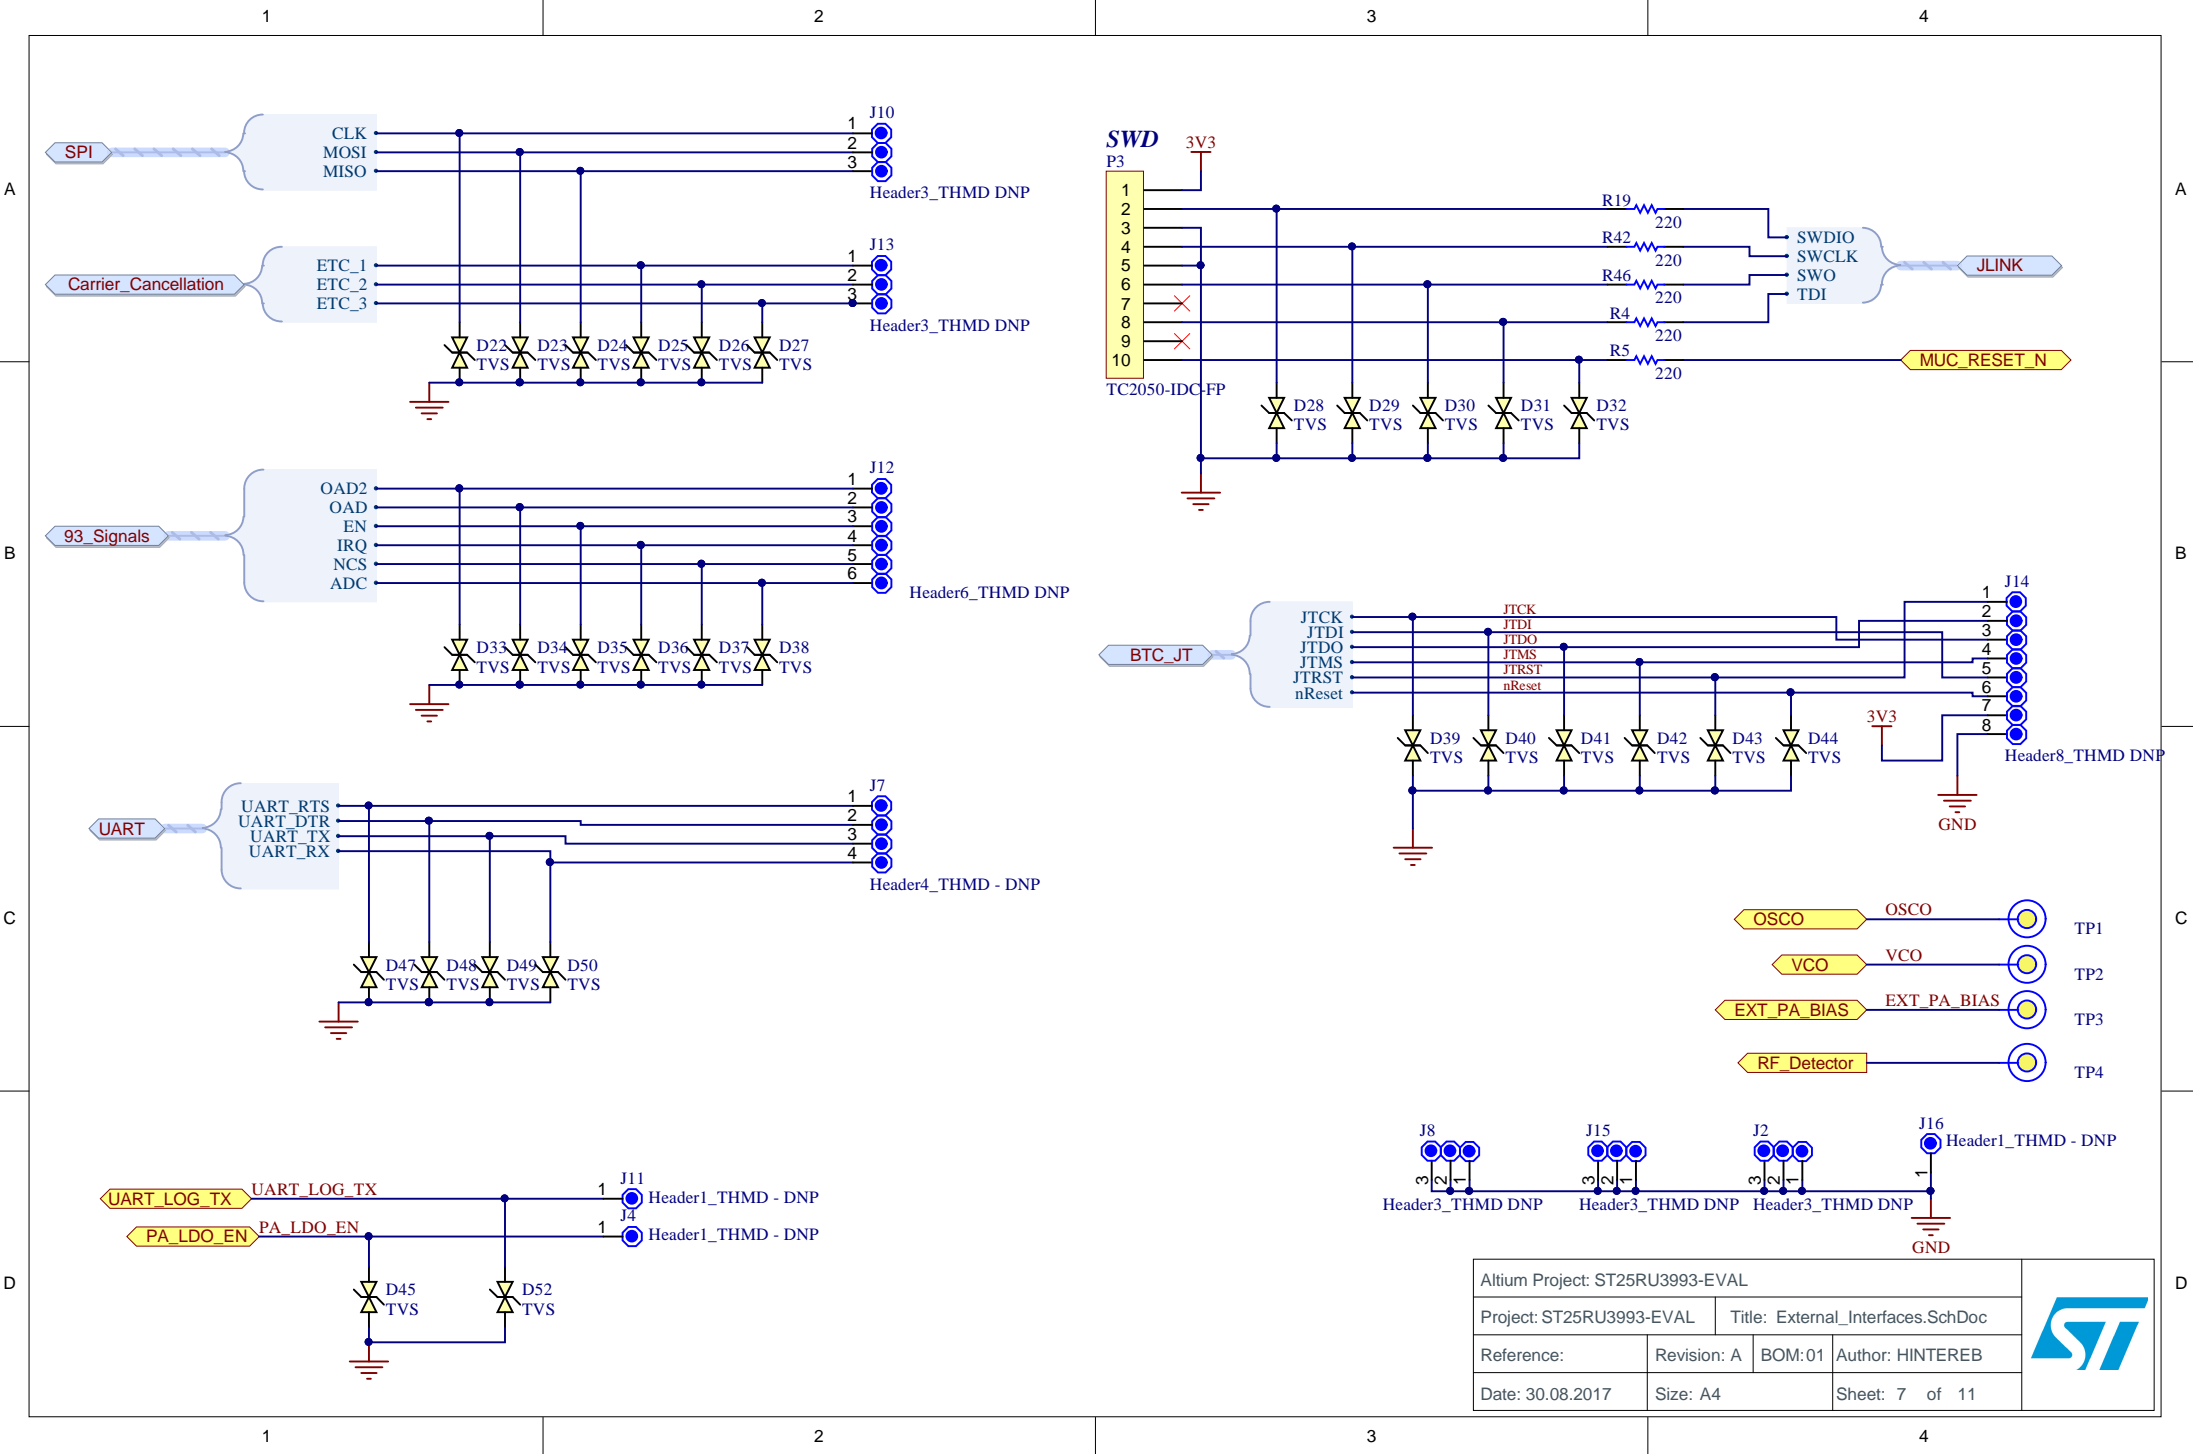 1 2 3 4
A A
B B
C C
D D
SPI
CLK
MOSI
MISO
1
2
3
J10
Header3_THMD DNP
Carrier_Cancellation
ETC_1
ETC_2
ETC_3
1
2
3
J13
Header3_THMD DNP
D22 D23 D24 D25 D26 D27
TVS TVS TVS TVS TVS TVS
SWD
P3
3V3
1
2
3
4
5
6
7
8
9
10
TC2050-IDC-FP
R19
220
R42
220
R46
220
R4
220
R5
220
SWDIO
SWCLK
SWO
TDI
JLINK
MUC_RESET_N
D28 D29 D30 D31 D32
TVS TVS TVS TVS TVS
93_Signals
OAD2
OAD
EN
IRQ
NCS
ADC
1
2
3
4
5
6
J12
Header6_THMD DNP
D33 D34 D35 D36 D37 D38
TVS TVS TVS TVS TVS TVS
BTC_JT
JTCK
JTDI
JTDO
JTMS
JTRST
nReset
JTCK
JTDI
JTDO
JTMS
JTRST
nReset
J14
1
2
3
4
5
6
7
8
3V3
Header8_THMD DNP
GND
D39 D40 D41 D42 D43 D44
TVS TVS TVS TVS TVS TVS
UART
UART_RTS
UART_DTR
UART_TX
UART_RX
1
2
3
4
J7
Header4_THMD - DNP
D47 D48 D49 D50
TVS TVS TVS TVS
OSCO OSCO TP1
VCO VCO TP2
EXT_PA_BIAS EXT_PA_BIAS TP3
RF_Detector TP4
UART_LOG_TX UART_LOG_TX 1 J11 Header1_THMD - DNP
PA_LDO_EN PA_LDO_EN 1 J4 Header1_THMD - DNP
D45 D52
TVS TVS
J8 J15 J2 J16
Header1_THMD - DNP
3 2 1 3 2 1 3 2 1 1
Header3_THMD DNP Header3_THMD DNP Header3_THMD DNP
GND
Altium Project: ST25RU3993-EVAL
Project: ST25RU3993-EVAL Title: External_Interfaces.SchDoc
Reference: Revision: A BOM:01 Author: HINTEREB
Date: 30.08.2017 Size: A4 Sheet: 7 of 11
ST
1 2 3 4